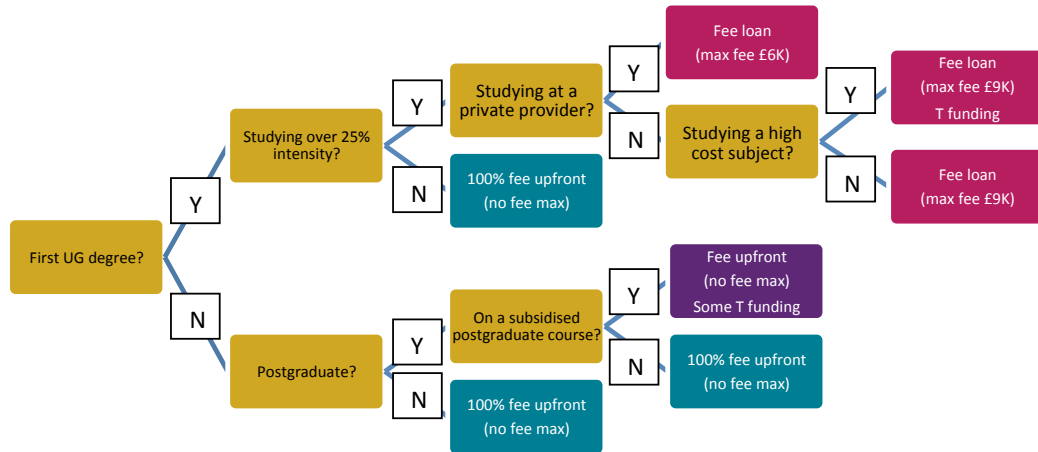 First UG degree?
Y
N
Studying over 25%
intensity?
Y
N
Studying at a
private provider?
Y
N
Fee loan
(max fee £6K)
Studying a high
cost subject?
Y
N
Fee loan
(max fee £9K)
T funding
Fee loan
(max fee £9K)
100% fee upfront
(no fee max)
Postgraduate?
Y
N
On a subsidised
postgraduate course?
Y
N
Fee upfront
(no fee max)
Some T funding
100% fee upfront
(no fee max)
100% fee upfront
(no fee max)